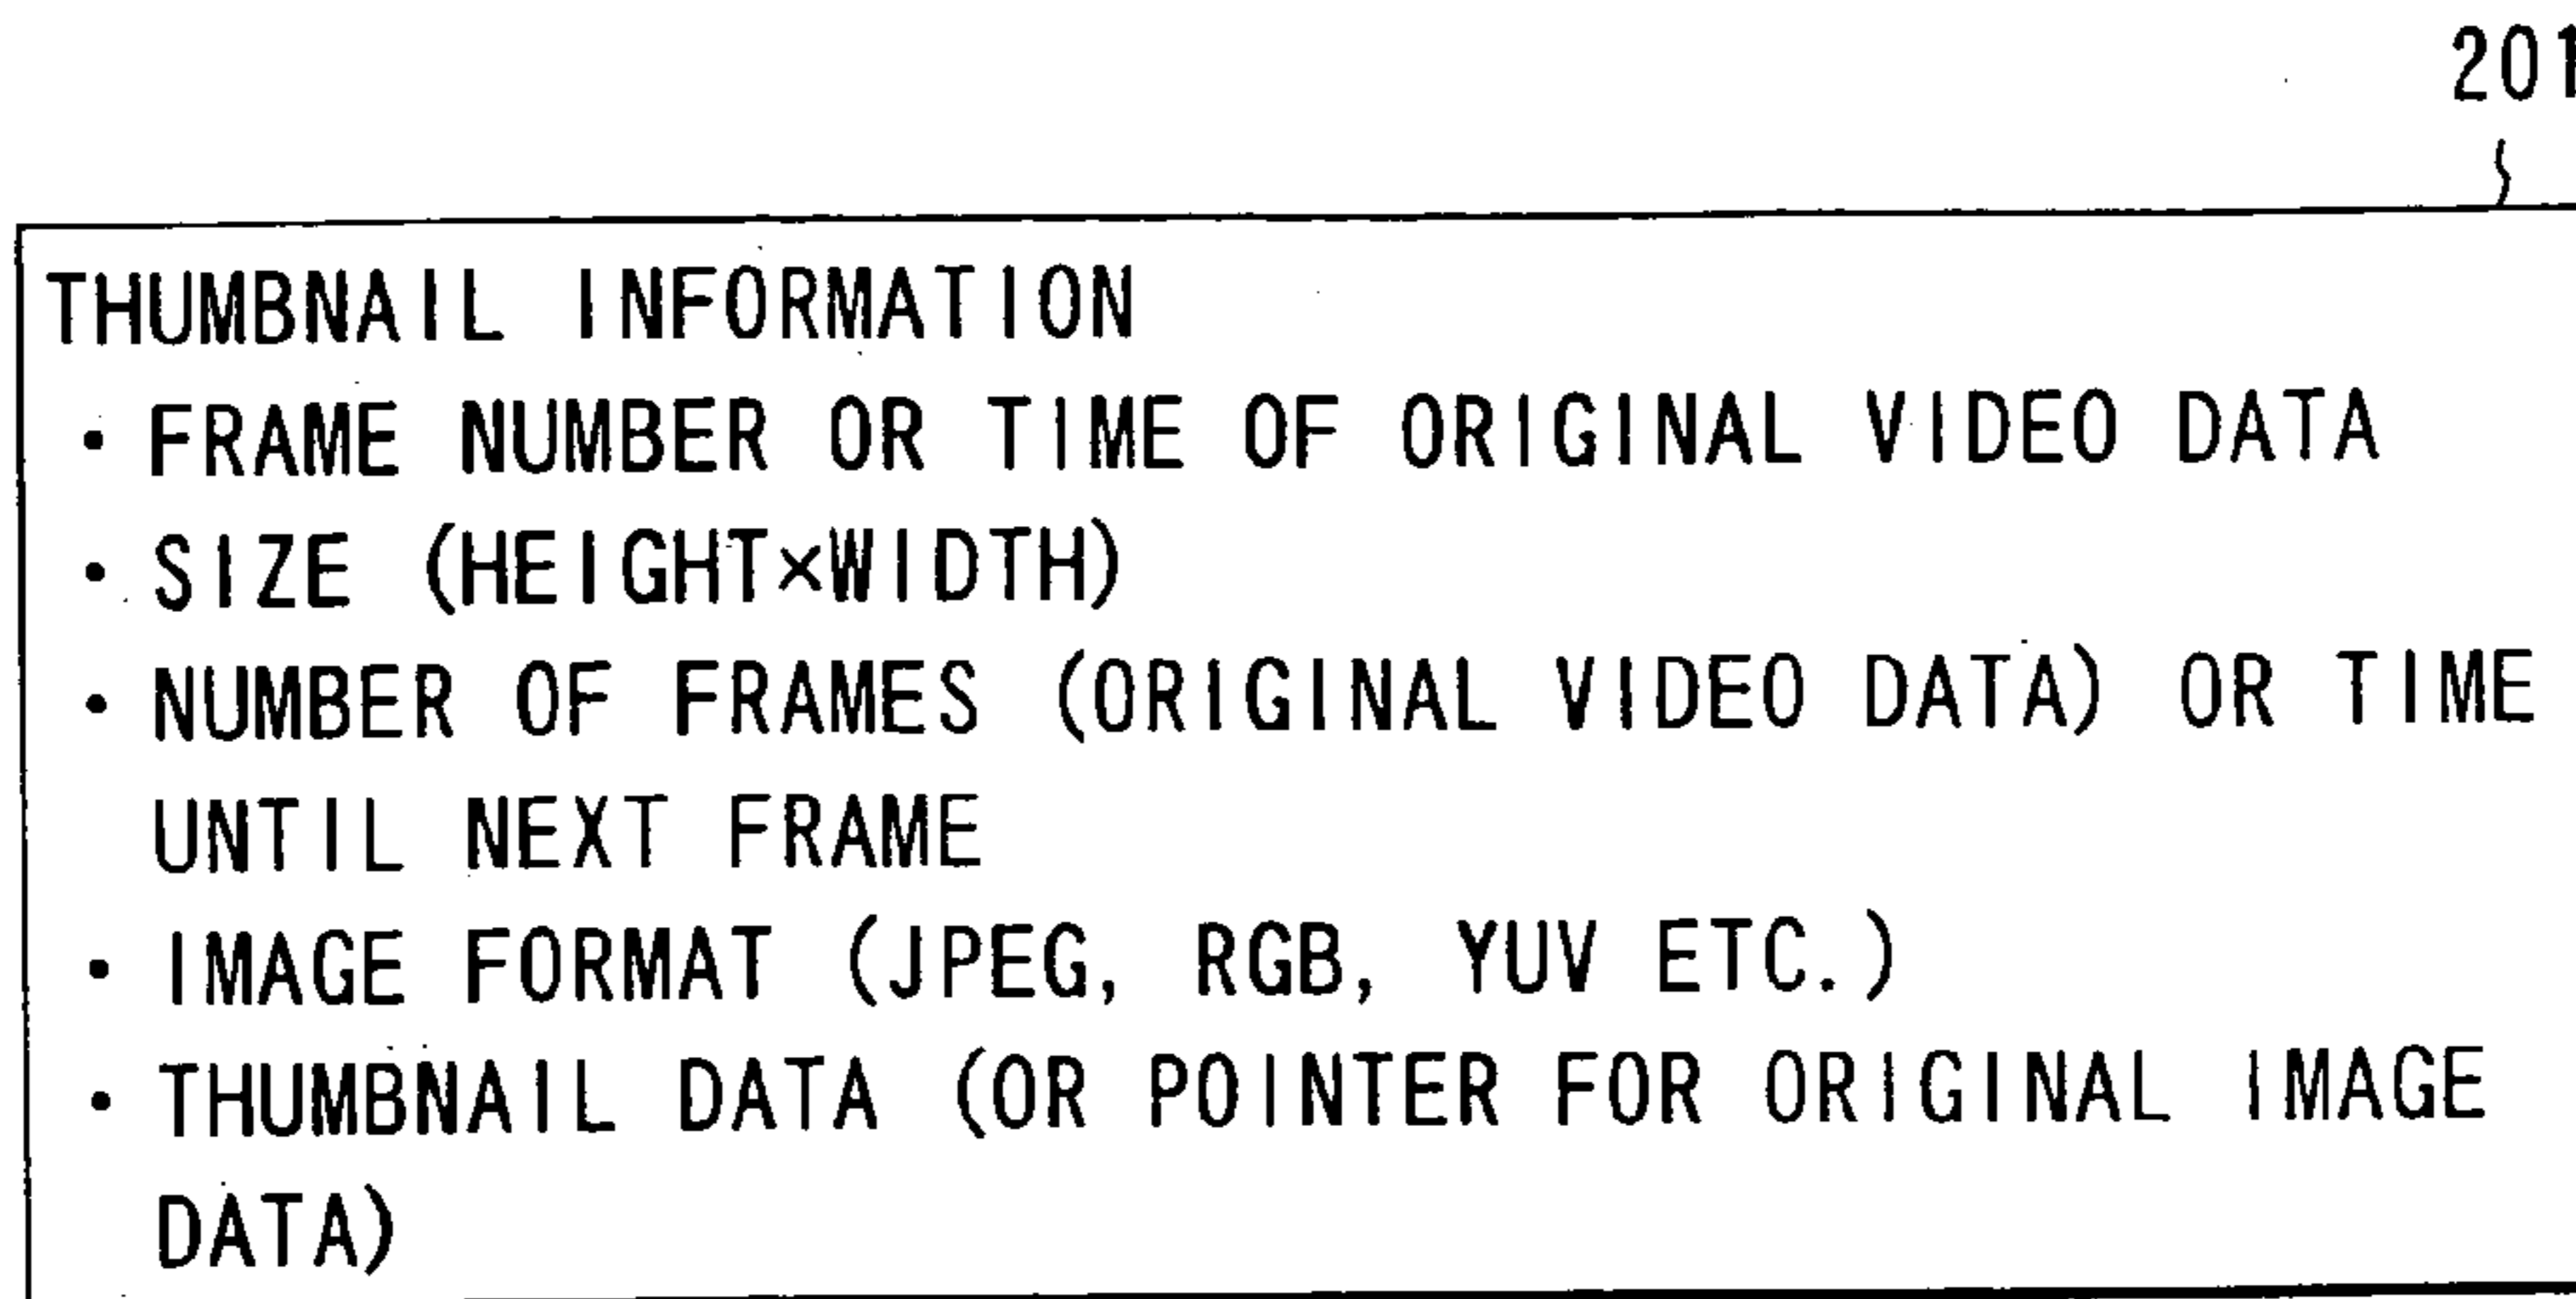 201
THUMBNAIL INFORMATION
・FRAME NUMBER OR TIME OF ORIGINAL VIDEO DATA
・SIZE (HEIGHT×WIDTH)
・NUMBER OF FRAMES (ORIGINAL VIDEO DATA) OR TIME
UNTIL NEXT FRAME
・IMAGE FORMAT (JPEG, RGB, YUV ETC.)
・THUMBNAIL DATA (OR POINTER FOR ORIGINAL IMAGE
DATA)